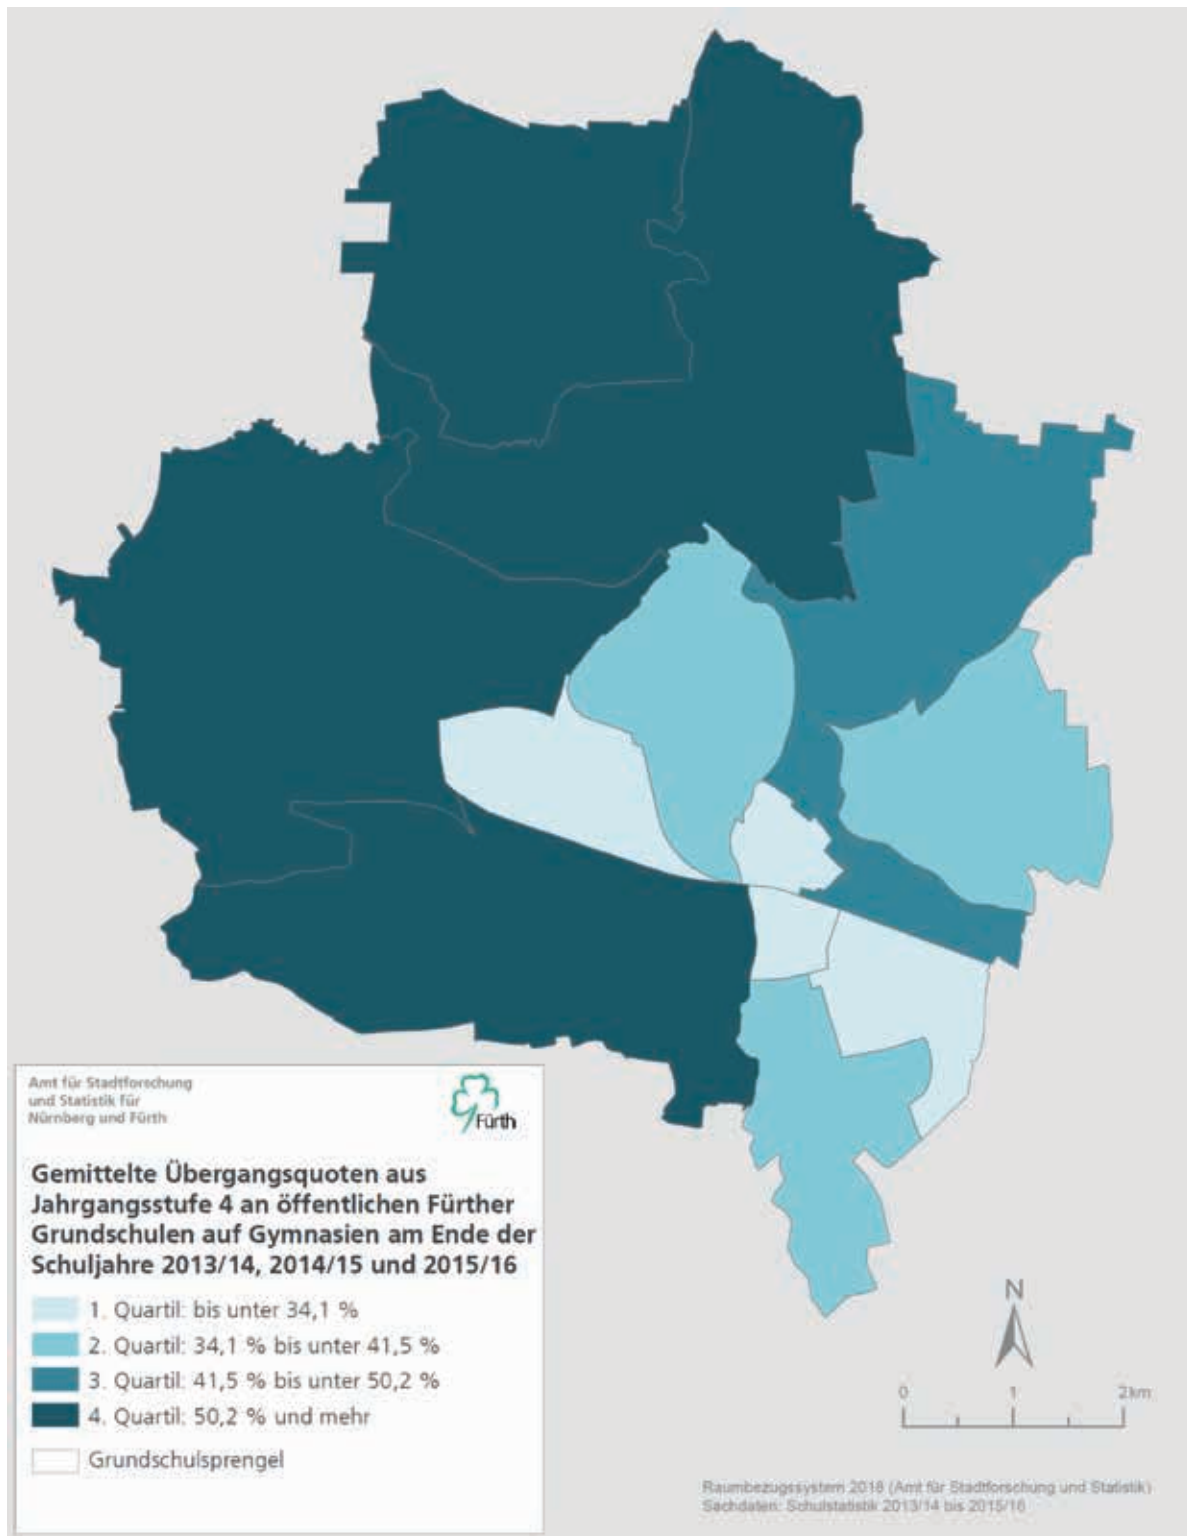 Amt für Stadtforschung
und Statistik für
Nürnberg und Fürth
Fürth
Gemittelte Übergangsquoten aus
Jahrgangsstufe 4 an öffentlichen Fürther
Grundschulen auf Gymnasien am Ende der
Schuljahre 2013/14, 2014/15 und 2015/16
1. Quartil: bis unter 34,1 %
2. Quartil: 34,1 % bis unter 41,5 %
3. Quartil: 41,5 % bis unter 50,2 %
4. Quartil: 50,2 % und mehr
Grundschulsprengel
N
0 1 2km
Raumbezugssystem 2016 (Amt für Stadtforschung und Statistik)
Sachdaten: Schulstatistik 2013/14 bis 2015/16